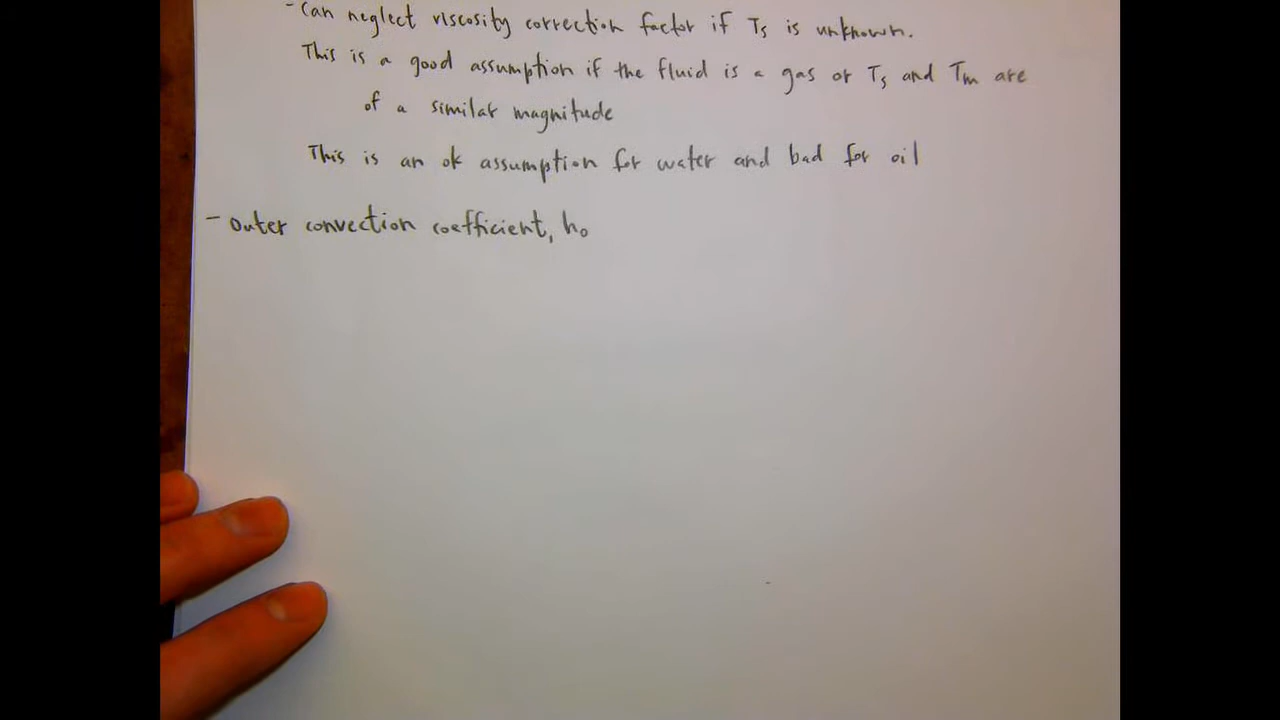 - Can neglect viscosity correction factor if Ts is unknown.
This is a good assumption if the fluid is a gas or Ts and Tm are
of a similar magnitude
This is an ok assumption for water and bad for oil
- Outer convection coefficient, ho